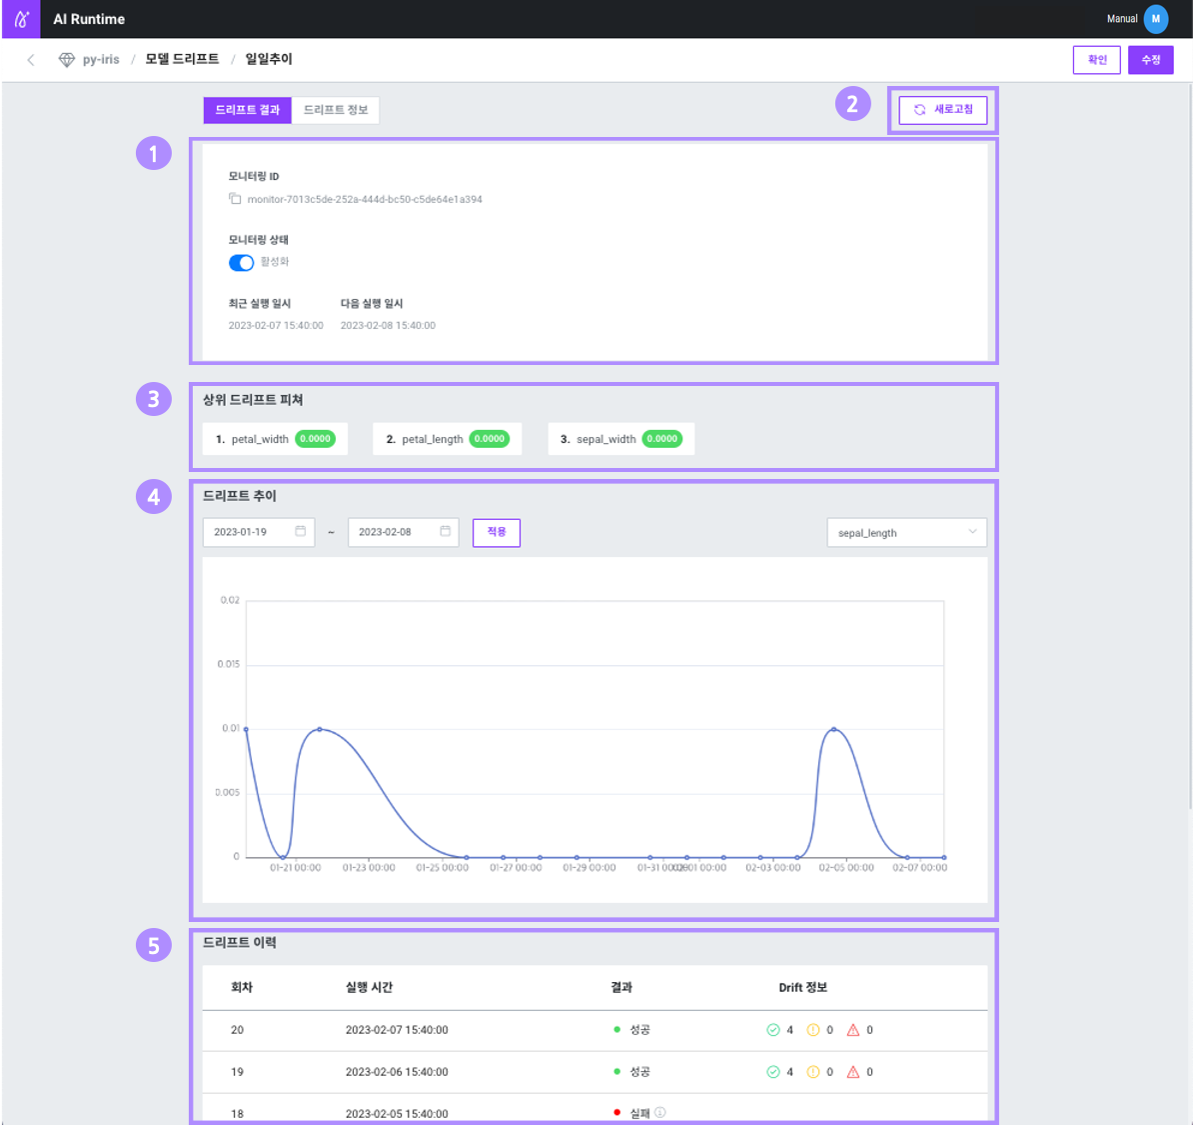 AI Runtime
Manual M
py-iris / 모델 드리프트 / 일일추이
확인 수정
드리프트 결과 드리프트 정보
2 새로고침
1
모니터링 ID
monitor-7013c5de-252a-444d-bc50-c5de64e1a394
모니터링 상태
활성화
최근 실행 일시 다음 실행 일시
2023-02-07 15:40:00 2023-02-08 15:40:00
3 상위 드리프트 피쳐
1. petal_width 0.0000 2. petal_length 0.0000 3. sepal_width 0.0000
4 드리프트 추이
2023-01-19 ~ 2023-02-08 적용 sepal_length
0.02
0.015
0.01
0.005
0
01-21 00:00 01-23 00:00 01-25 00:00 01-27 00:00 01-29 00:00 01-31 00:00 02-01 00:00 02-03 00:00 02-05 00:00 02-07 00:00
5 드리프트 이력
회차 실행 시간 결과 Drift 정보
20 2023-02-07 15:40:00 성공 4 0 0
19 2023-02-06 15:40:00 성공 4 0 0
18 2023-02-05 15:40:00 실패